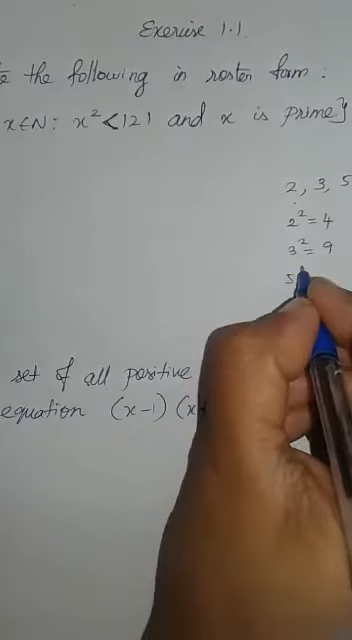 Exercise 1.1.
the following in roster form :
x∈N: x² < 121 and x is prime}
2, 3, 5
2² = 4
3² = 9
5
set of all positive
equation (x-1) (x+